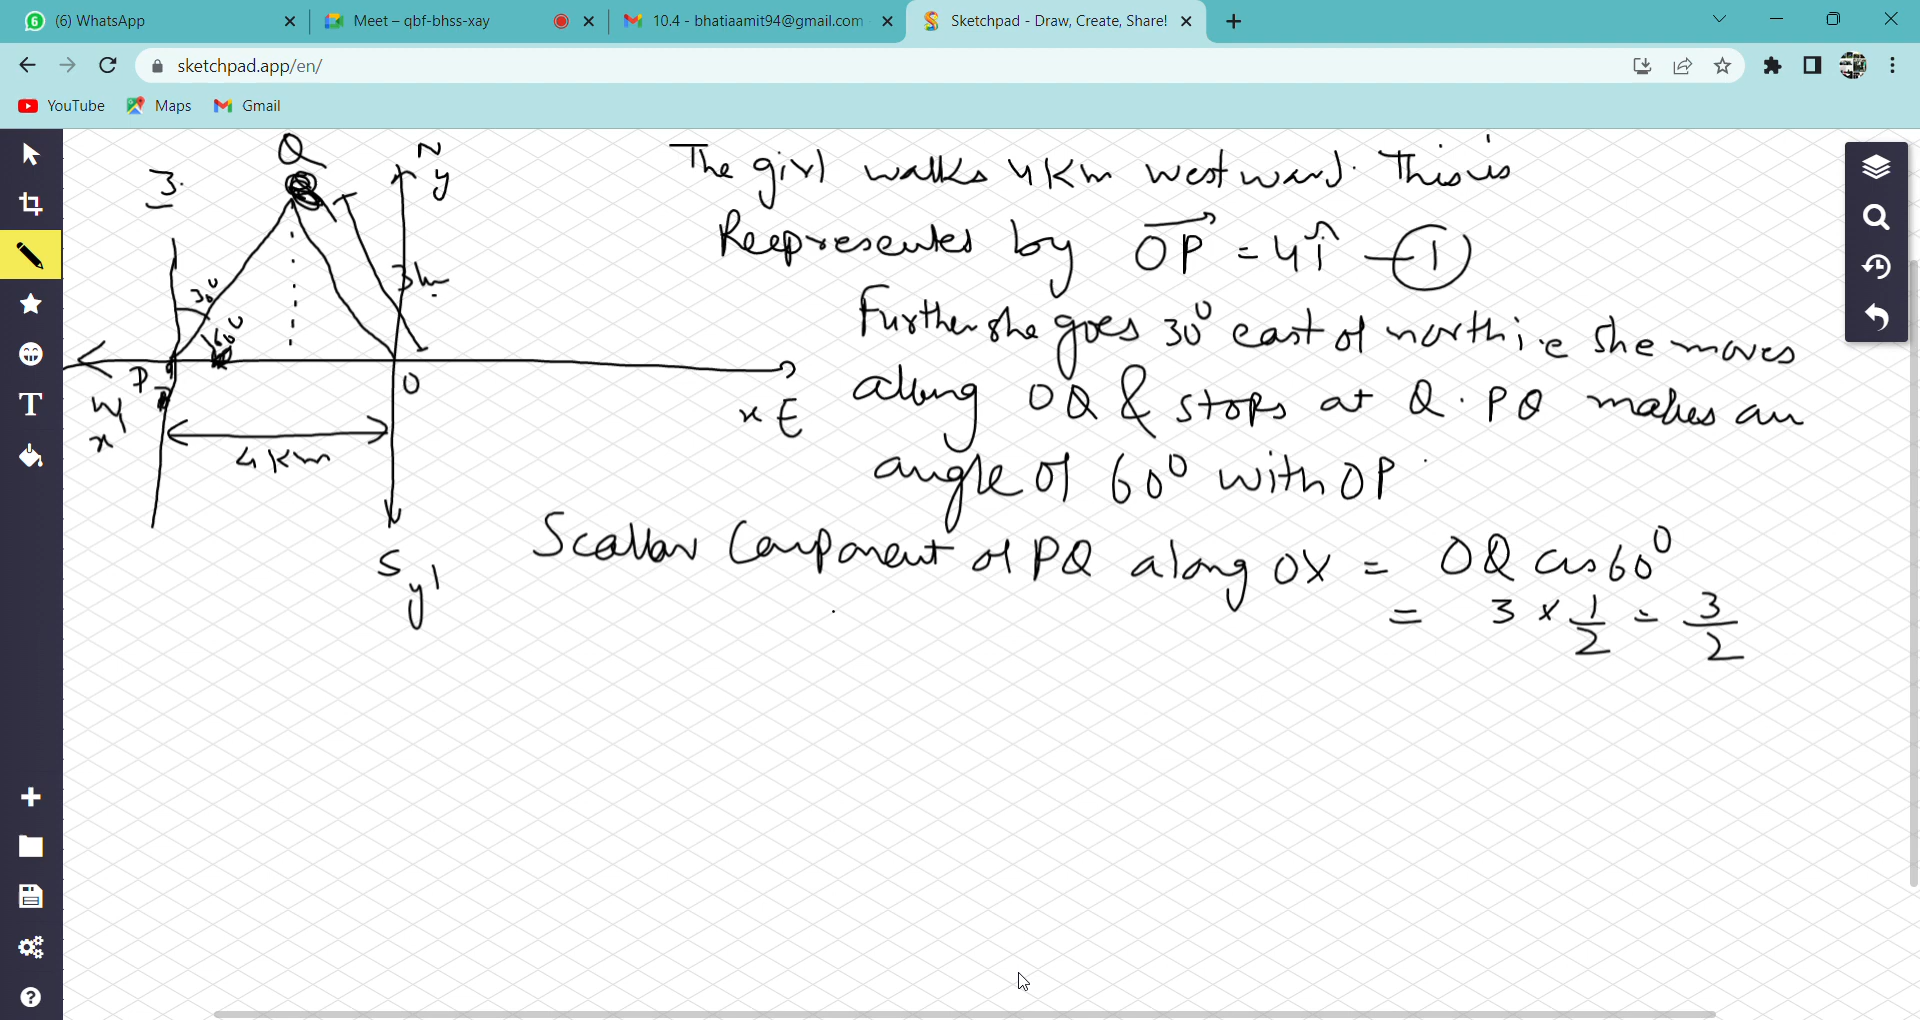 (6) WhatsApp
Meet – qbf-bhss-xay
10.4 - bhatiaamit94@gmail.com
Sketchpad - Draw, Create, Share!
sketchpad.app/en/
YouTube
Maps
Gmail
3.
Q
N
y
3km
30°
60°
P
O
W
x'
x E
4 km
S
y'
The girl walks 4 Km westward. This is
Reepresented by OP = 4î —①
Further she goes 30° east of north i.e she moves
allong OQ & stops at Q. PQ makes an
angle of 60° with OP.
Scallar Component of PQ along OX = OQ cos 60°
= 3 × 1/2 = 3/2
T